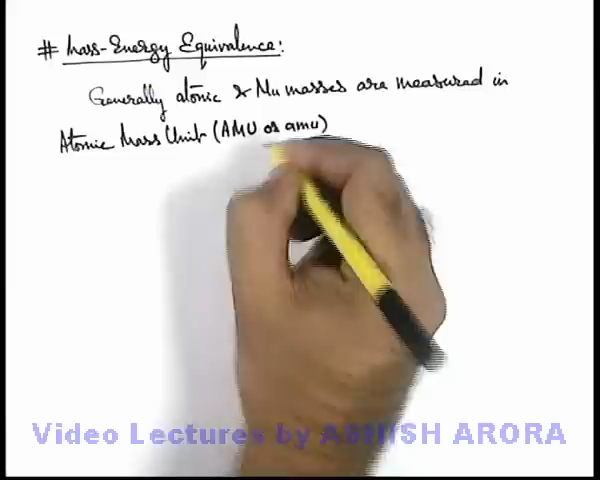 # Mass-Energy Equivalence:
Generally atomic & Nu masses are measured in
Atomic Mass Unit (AMU or amu)
Video Lectures by ASHISH ARORA